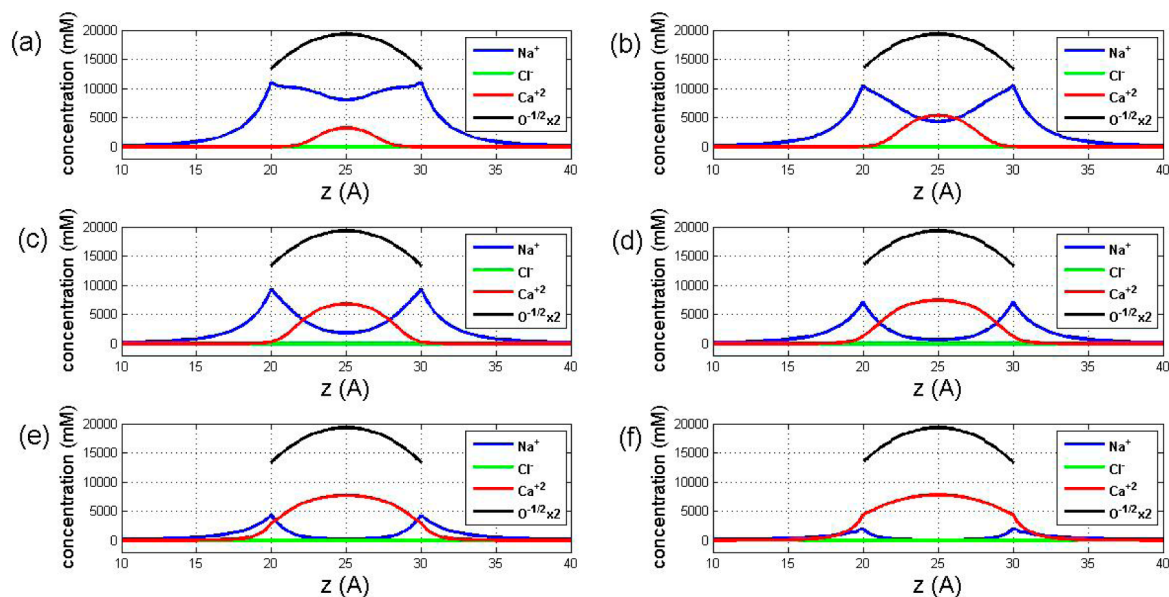 (a)
concentration (mM)
20000
15000
10000
5000
0
10 15 20 25 30 35 40
z (A)
Na⁺
Cl⁻
Ca⁺²
O⁻¹/²x2
(b)
concentration (mM)
20000
15000
10000
5000
0
10 15 20 25 30 35 40
z (A)
Na⁺
Cl⁻
Ca⁺²
O⁻¹/²x2
(c)
concentration (mM)
20000
15000
10000
5000
0
10 15 20 25 30 35 40
z (A)
Na⁺
Cl⁻
Ca⁺²
O⁻¹/²x2
(d)
concentration (mM)
20000
15000
10000
5000
0
10 15 20 25 30 35 40
z (A)
Na⁺
Cl⁻
Ca⁺²
O⁻¹/²x2
(e)
concentration (mM)
20000
15000
10000
5000
0
10 15 20 25 30 35 40
z (A)
Na⁺
Cl⁻
Ca⁺²
O⁻¹/²x2
(f)
concentration (mM)
20000
15000
10000
5000
0
10 15 20 25 30 35 40
z (A)
Na⁺
Cl⁻
Ca⁺²
O⁻¹/²x2